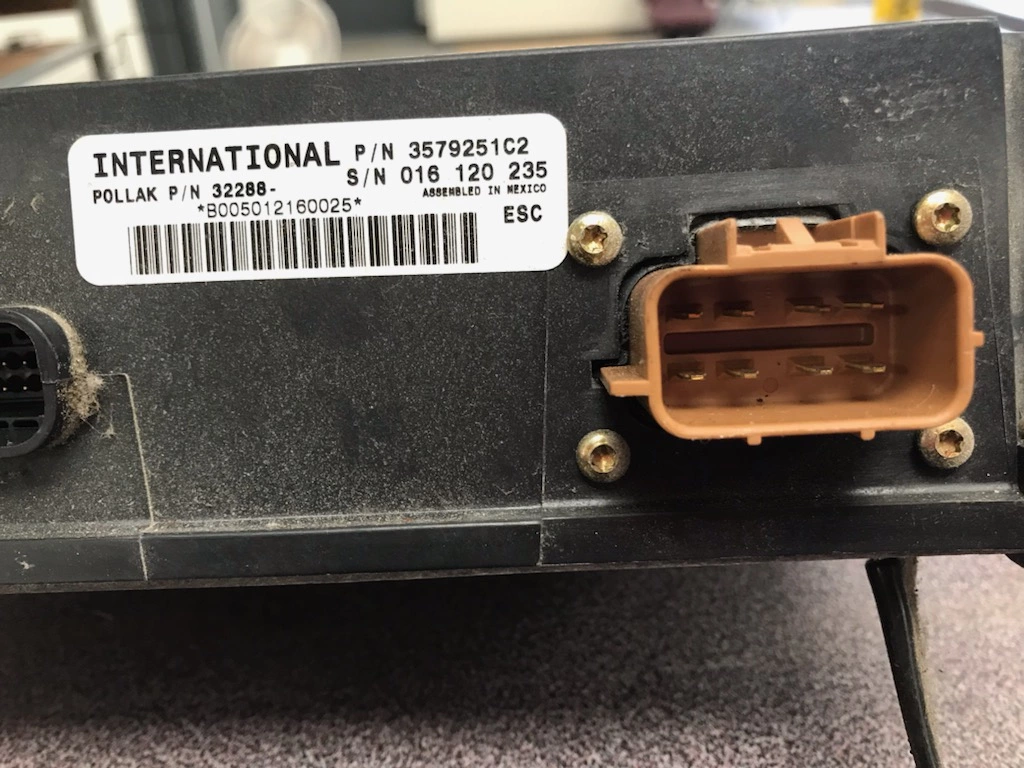 INTERNATIONAL P/N 3579251C2
POLLAK P/N 32288- S/N 016 120 235
ASSEMBLED IN MEXICO
*B005012160025*
ESC